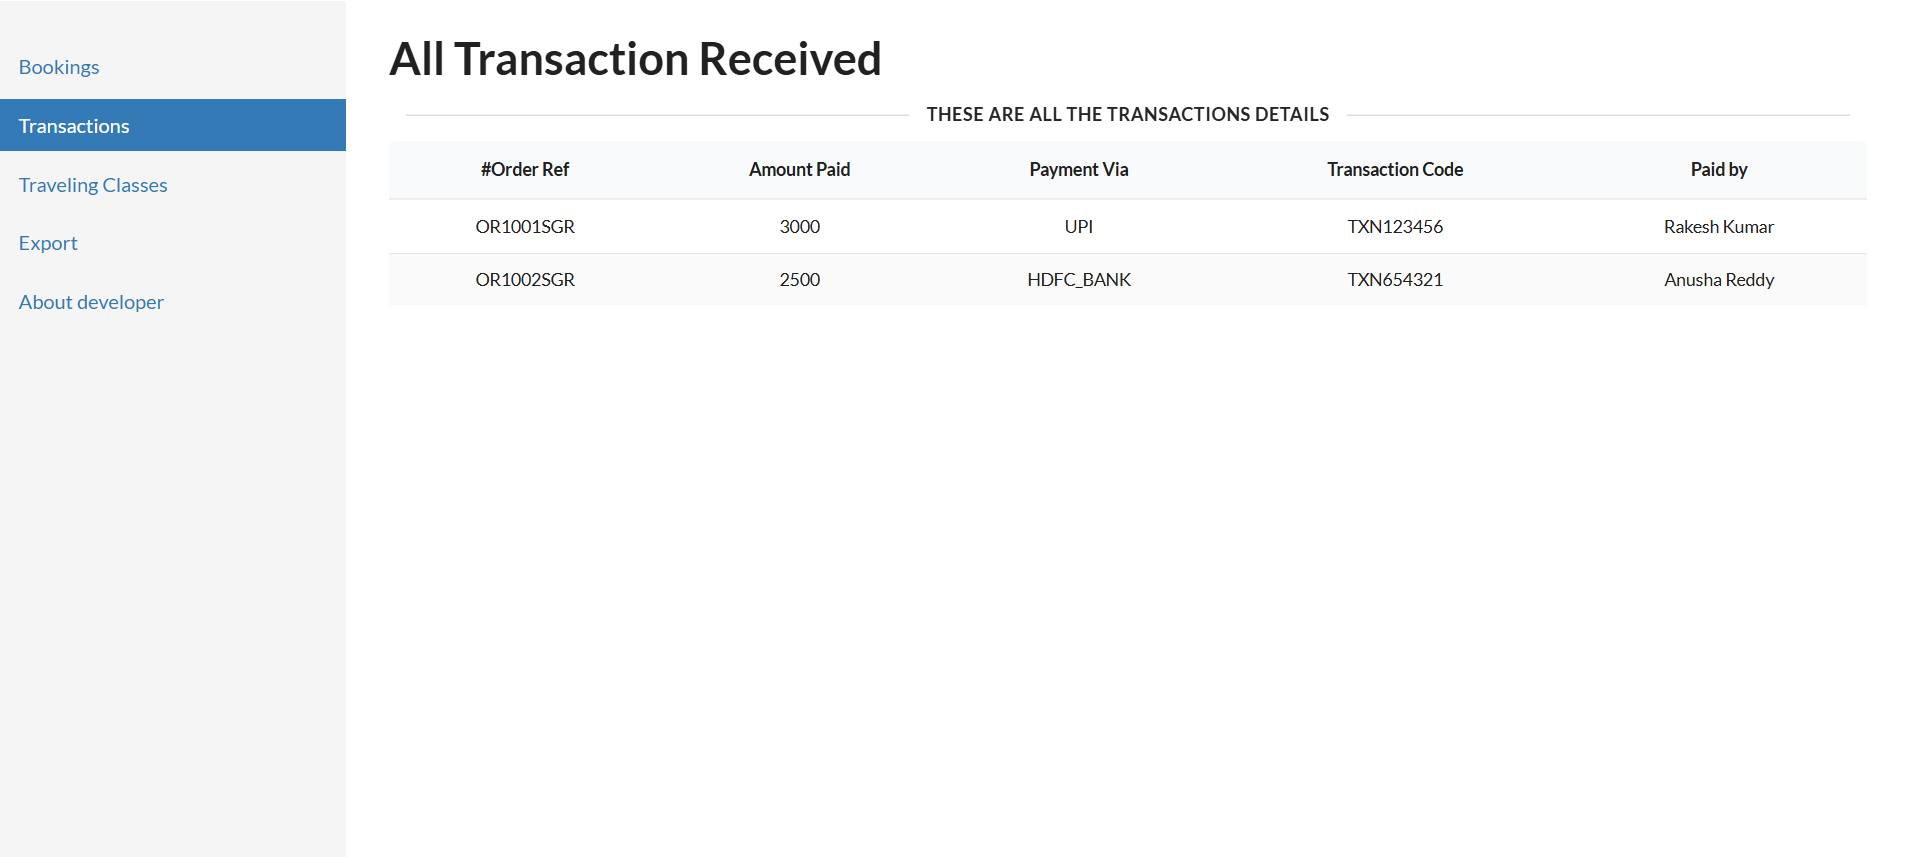 Bookings
Transactions
Traveling Classes
Export
About developer
All Transaction Received
THESE ARE ALL THE TRANSACTIONS DETAILS
#Order Ref Amount Paid Payment Via Transaction Code Paid by
OR1001SGR 3000 UPI TXN123456 Rakesh Kumar
OR1002SGR 2500 HDFC_BANK TXN654321 Anusha Reddy